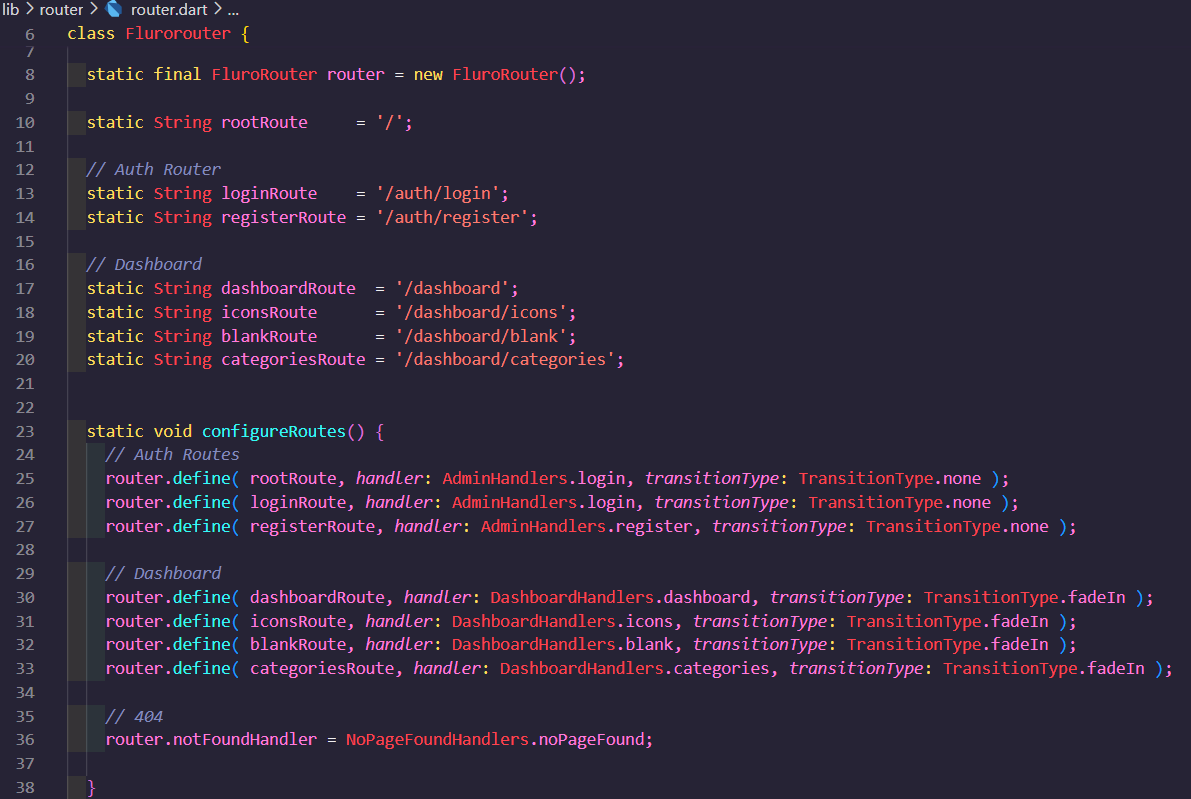 lib > router > router.dart > ...
6 class Flurorouter {
7
8 static final FluroRouter router = new FluroRouter();
9
10 static String rootRoute     = '/';
11
12 // Auth Router
13 static String loginRoute    = '/auth/login';
14 static String registerRoute = '/auth/register';
15
16 // Dashboard
17 static String dashboardRoute  = '/dashboard';
18 static String iconsRoute      = '/dashboard/icons';
19 static String blankRoute      = '/dashboard/blank';
20 static String categoriesRoute = '/dashboard/categories';
21
22
23 static void configureRoutes() {
24 // Auth Routes
25 router.define( rootRoute, handler: AdminHandlers.login, transitionType: TransitionType.none );
26 router.define( loginRoute, handler: AdminHandlers.login, transitionType: TransitionType.none );
27 router.define( registerRoute, handler: AdminHandlers.register, transitionType: TransitionType.none );
28
29 // Dashboard
30 router.define( dashboardRoute, handler: DashboardHandlers.dashboard, transitionType: TransitionType.fadeIn );
31 router.define( iconsRoute, handler: DashboardHandlers.icons, transitionType: TransitionType.fadeIn );
32 router.define( blankRoute, handler: DashboardHandlers.blank, transitionType: TransitionType.fadeIn );
33 router.define( categoriesRoute, handler: DashboardHandlers.categories, transitionType: TransitionType.fadeIn );
34
35 // 404
36 router.notFoundHandler = NoPageFoundHandlers.noPageFound;
37
38 }